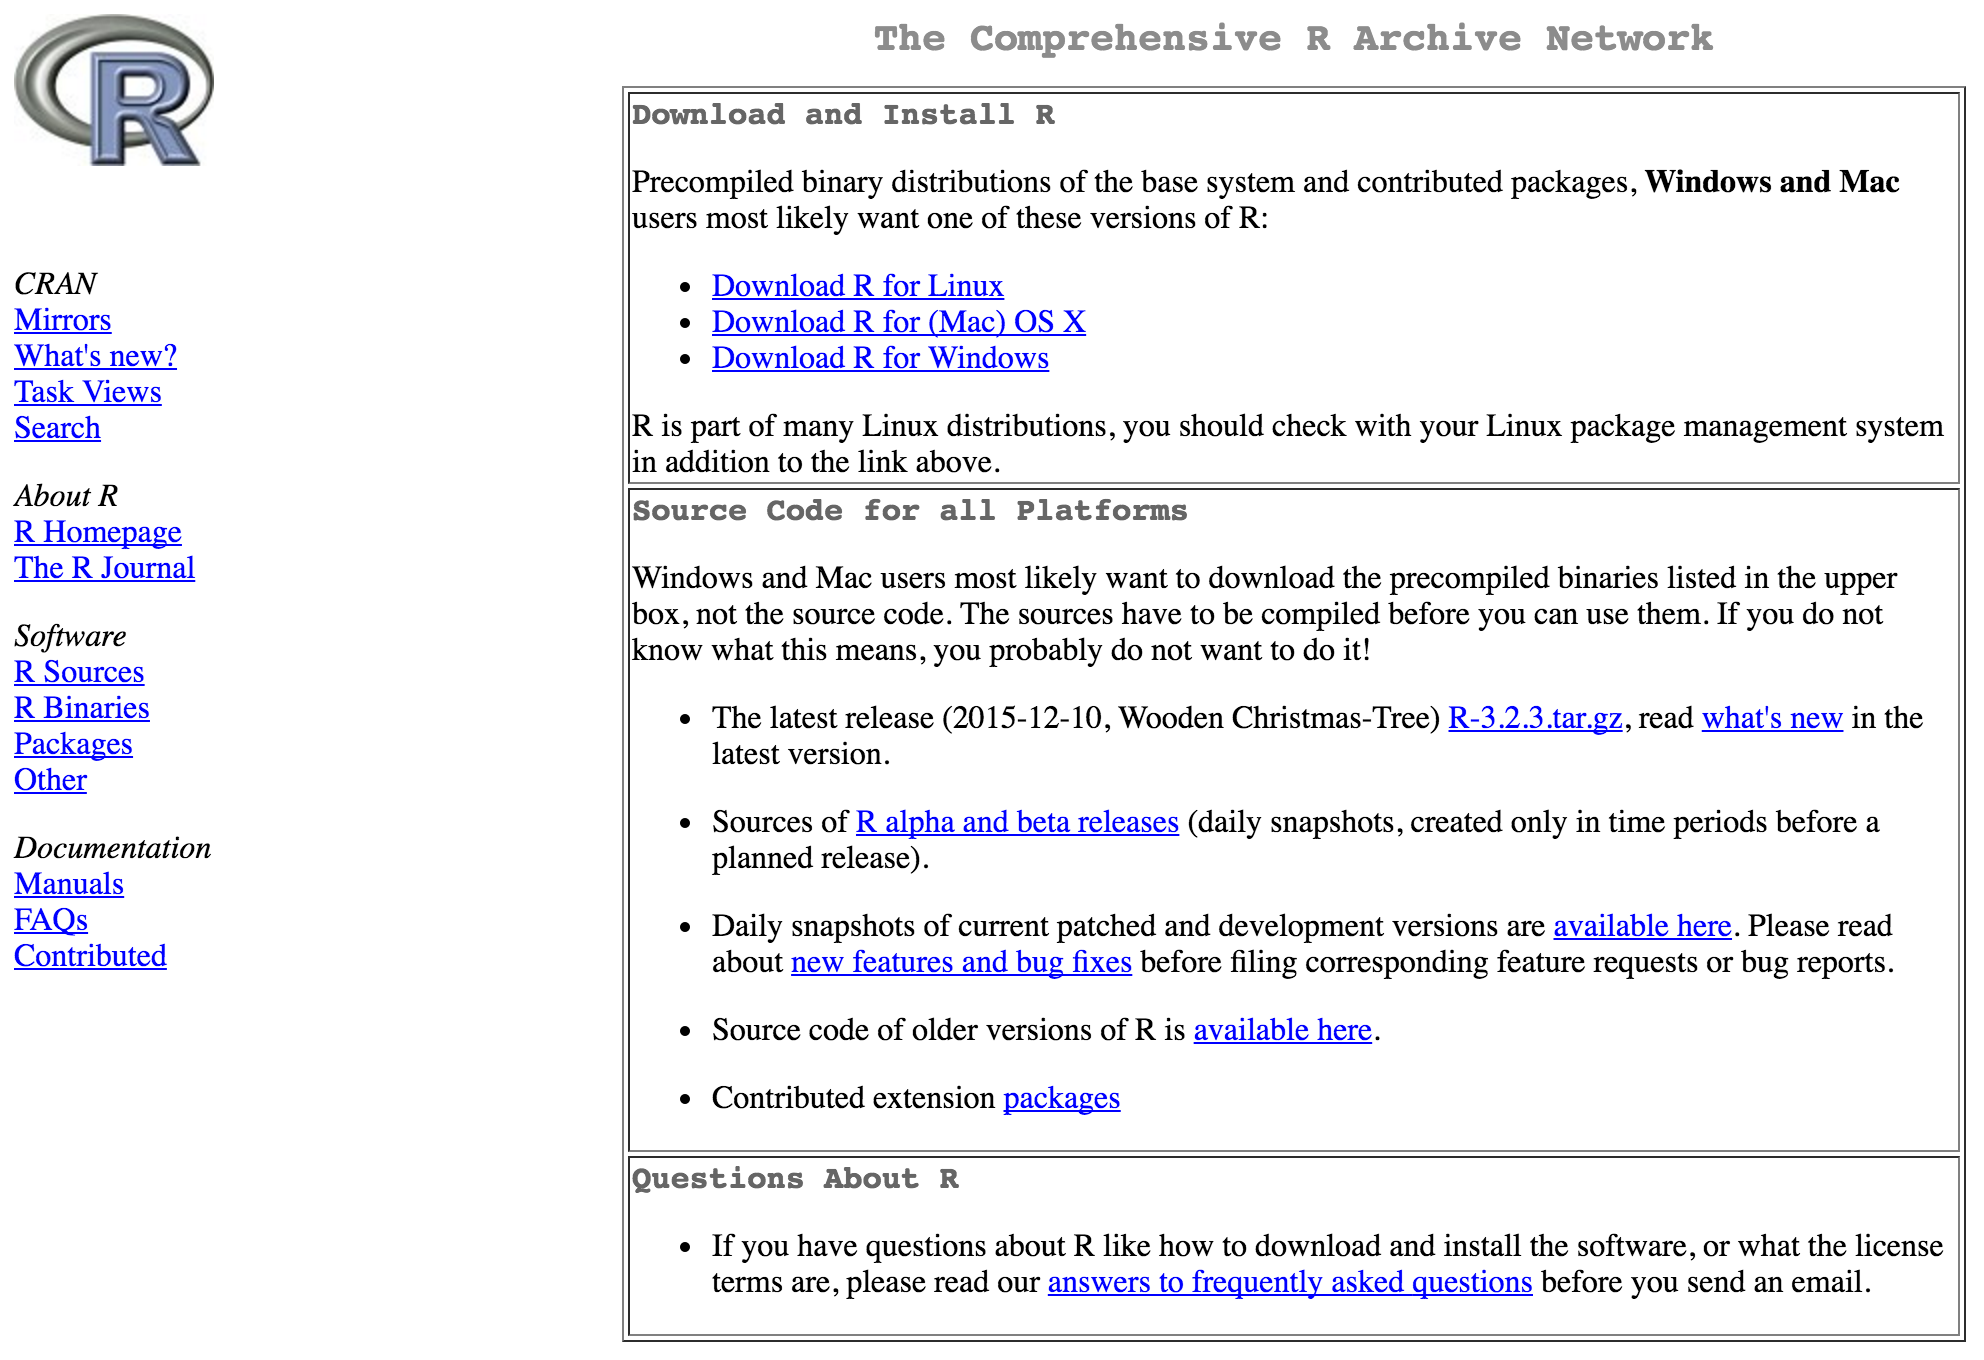 R
CRAN
Mirrors
What's new?
Task Views
Search
About R
R Homepage
The R Journal
Software
R Sources
R Binaries
Packages
Other
Documentation
Manuals
FAQs
Contributed
The Comprehensive R Archive Network
Download and Install R
Precompiled binary distributions of the base system and contributed packages, Windows and Mac
users most likely want one of these versions of R:
• Download R for Linux
• Download R for (Mac) OS X
• Download R for Windows
R is part of many Linux distributions, you should check with your Linux package management system
in addition to the link above.
Source Code for all Platforms
Windows and Mac users most likely want to download the precompiled binaries listed in the upper
box, not the source code. The sources have to be compiled before you can use them. If you do not
know what this means, you probably do not want to do it!
• The latest release (2015-12-10, Wooden Christmas-Tree) R-3.2.3.tar.gz, read what's new in the
latest version.
• Sources of R alpha and beta releases (daily snapshots, created only in time periods before a
planned release).
• Daily snapshots of current patched and development versions are available here. Please read
about new features and bug fixes before filing corresponding feature requests or bug reports.
• Source code of older versions of R is available here.
• Contributed extension packages
Questions About R
• If you have questions about R like how to download and install the software, or what the license
terms are, please read our answers to frequently asked questions before you send an email.